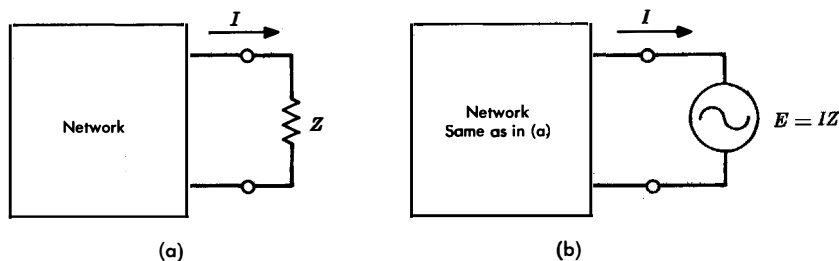 I
Network
Z
(a)
I
Network
Same as in (a)
E = IZ
(b)